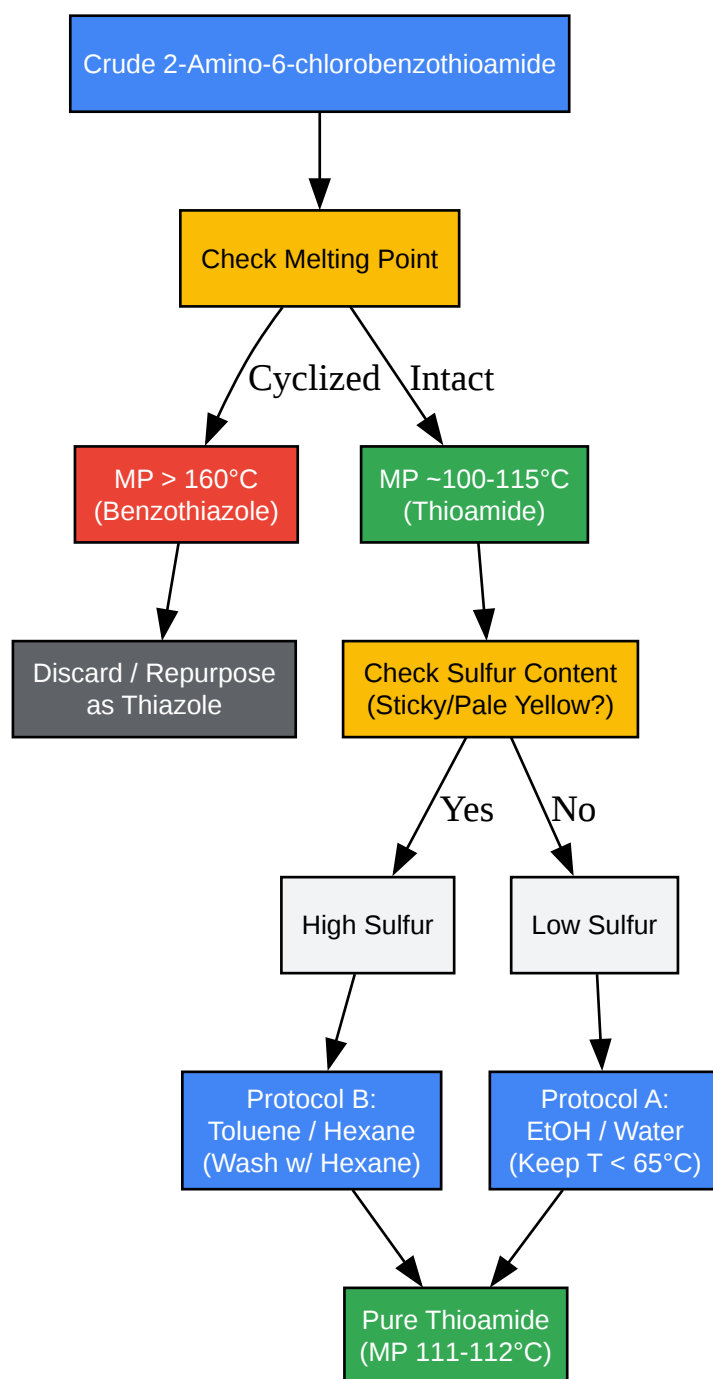 Crude 2-Amino-6-chlorobenzothioamide
Check Melting Point
Cyclized
Intact
MP > 160°C
(Benzothiazole)
MP ~100-115°C
(Thioamide)
Discard / Repurpose
as Thiazole
Check Sulfur Content
(Sticky/Pale Yellow?)
Yes
No
High Sulfur
Low Sulfur
Protocol B:
Toluene / Hexane
(Wash w/ Hexane)
Protocol A:
EtOH / Water
(Keep T < 65°C)
Pure Thioamide
(MP 111-112°C)